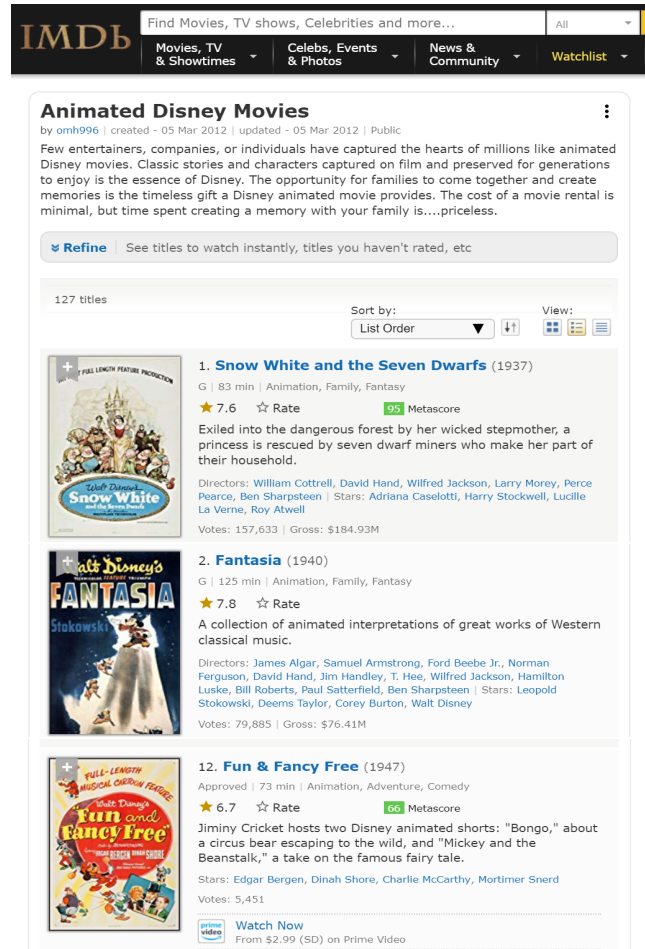 IMDb
Find Movies, TV shows, Celebrities and more...
All
Movies, TV
& Showtimes
Celebs, Events
& Photos
News &
Community
Watchlist
Animated Disney Movies
by omh996 | created - 05 Mar 2012 | updated - 05 Mar 2012 | Public
Few entertainers, companies, or individuals have captured the hearts of millions like animated
Disney movies. Classic stories and characters captured on film and preserved for generations
to enjoy is the essence of Disney. The opportunity for families to come together and create
memories is the timeless gift a Disney animated movie provides. The cost of a movie rental is
minimal, but time spent creating a memory with your family is....priceless.
Refine | See titles to watch instantly, titles you haven't rated, etc
127 titles
Sort by:
List Order
View:
FULL LENGTH FEATURE PRODUCTION
Walt Disney's
Snow White
and the Seven Dwarfs
1. Snow White and the Seven Dwarfs (1937)
G | 83 min | Animation, Family, Fantasy
7.6 Rate 95 Metascore
Exiled into the dangerous forest by her wicked stepmother, a
princess is rescued by seven dwarf miners who make her part of
their household.
Directors: William Cottrell, David Hand, Wilfred Jackson, Larry Morey, Perce
Pearce, Ben Sharpsteen | Stars: Adriana Caselotti, Harry Stockwell, Lucille
La Verne, Roy Atwell
Votes: 157,633 | Gross: $184.93M
alt Disney's
TECHNICOLOR FEATURE TRIUMPH
FANTASIA
Stokowski
2. Fantasia (1940)
G | 125 min | Animation, Family, Fantasy
7.8 Rate
A collection of animated interpretations of great works of Western
classical music.
Directors: James Algar, Samuel Armstrong, Ford Beebe Jr., Norman
Ferguson, David Hand, Jim Handley, T. Hee, Wilfred Jackson, Hamilton
Luske, Bill Roberts, Paul Satterfield, Ben Sharpsteen | Stars: Leopold
Stokowski, Deems Taylor, Corey Burton, Walt Disney
Votes: 79,885 | Gross: $76.41M
FULL-LENGTH
MUSICAL CARTOON FEATURE
Walt Disney's
"Fun and
Fancy Free"
EDGAR BERGEN DINAH SHORE
12. Fun & Fancy Free (1947)
Approved | 73 min | Animation, Adventure, Comedy
6.7 Rate 66 Metascore
Jiminy Cricket hosts two Disney animated shorts: "Bongo," about
a circus bear escaping to the wild, and "Mickey and the
Beanstalk," a take on the famous fairy tale.
Stars: Edgar Bergen, Dinah Shore, Charlie McCarthy, Mortimer Snerd
Votes: 5,451
prime
video
Watch Now
From $2.99 (SD) on Prime Video